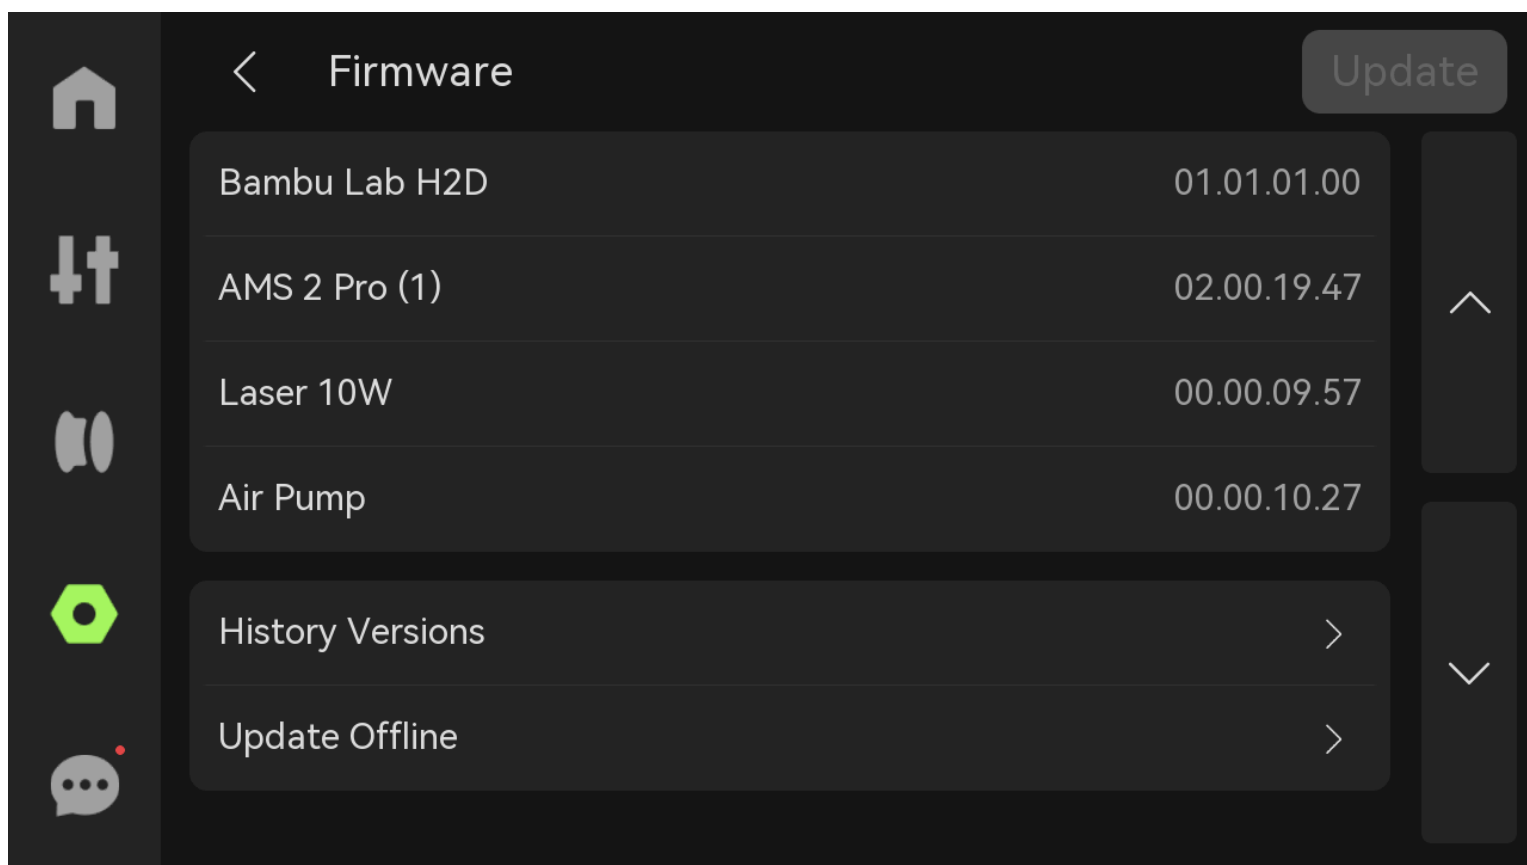 Firmware
Update
Bambu Lab H2D 01.01.01.00
AMS 2 Pro (1) 02.00.19.47
Laser 10W 00.00.09.57
Air Pump 00.00.10.27
History Versions
Update Offline